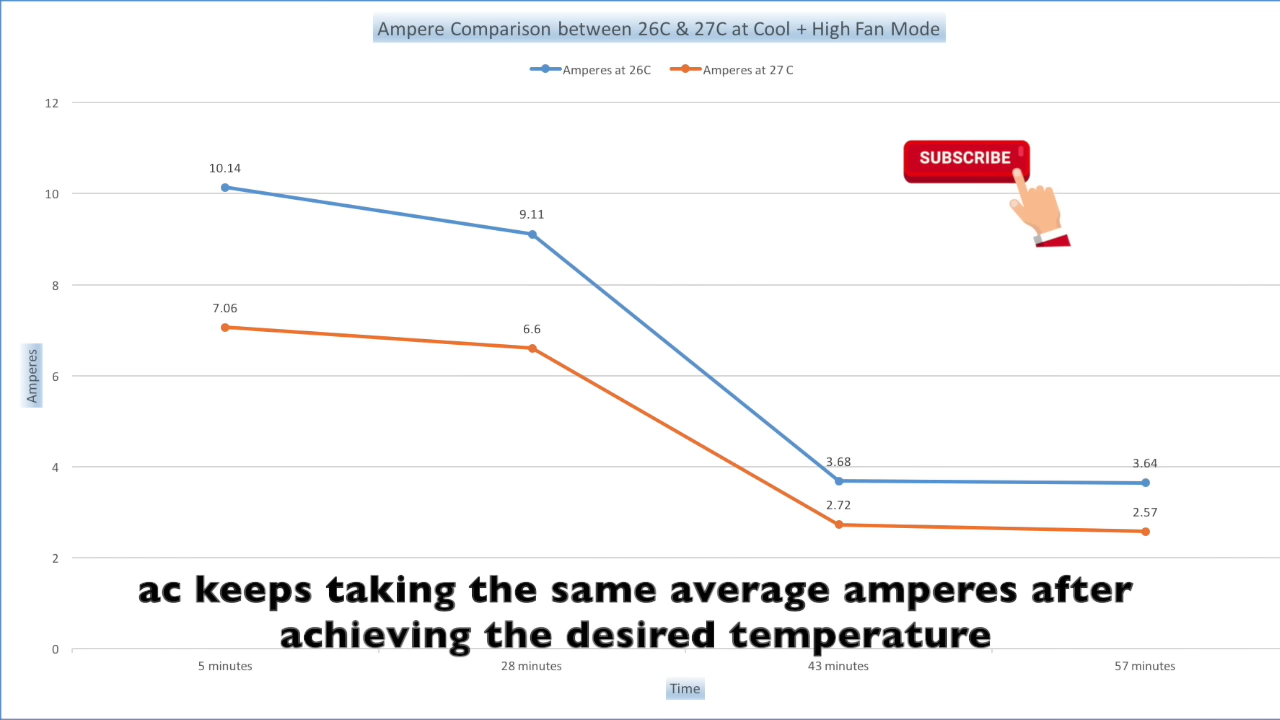 Ampere Comparison between 26C & 27C at Cool + High Fan Mode
Amperes at 26C
Amperes at 27 C
12
SUBSCRIBE
10.14
10
9.11
8
7.06
6.6
Amperes
6
4
3.68
3.64
2.72
2.57
2
ac keeps taking the same average amperes after
achieving the desired temperature
0
5 minutes
28 minutes
43 minutes
57 minutes
Time